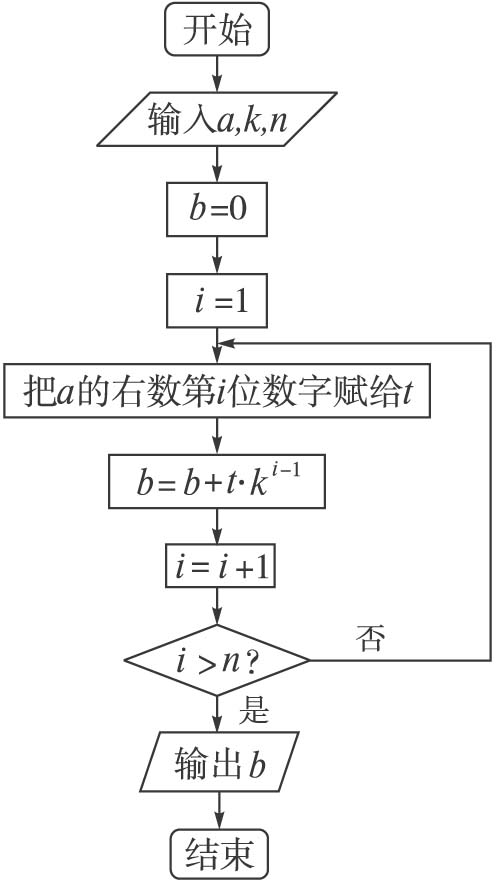 开始
输入a,k,n
b=0
i=1
把a的右数第i位数字赋给t
b=b+t·k^{i-1}
i=i+1
i>n?
否
是
输出b
结束